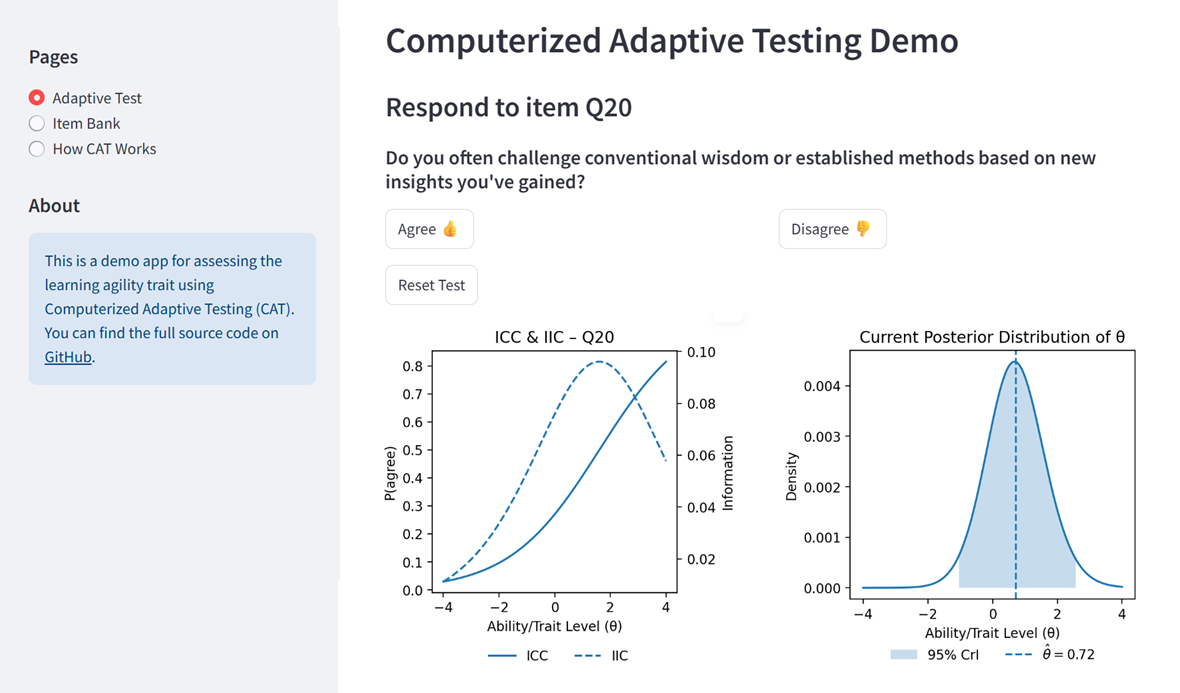 Pages
Adaptive Test
Item Bank
How CAT Works
About
This is a demo app for assessing the
learning agility trait using
Computerized Adaptive Testing (CAT).
You can find the full source code on
GitHub.
Computerized Adaptive Testing Demo
Respond to item Q20
Do you often challenge conventional wisdom or established methods based on new
insights you've gained?
Agree 👍
Disagree 👎
Reset Test
ICC & IIC – Q20
0.8
0.7
0.6
0.5
0.4
0.3
0.2
0.1
0.0
P(agree)
0.10
0.08
0.06
0.04
0.02
Information
−4 −2 0 2 4
Ability/Trait Level (θ)
ICC IIC
Current Posterior Distribution of θ
0.004
0.003
0.002
0.001
0.000
Density
−4 −2 0 2 4
Ability/Trait Level (θ)
95% CrI θ̂ = 0.72